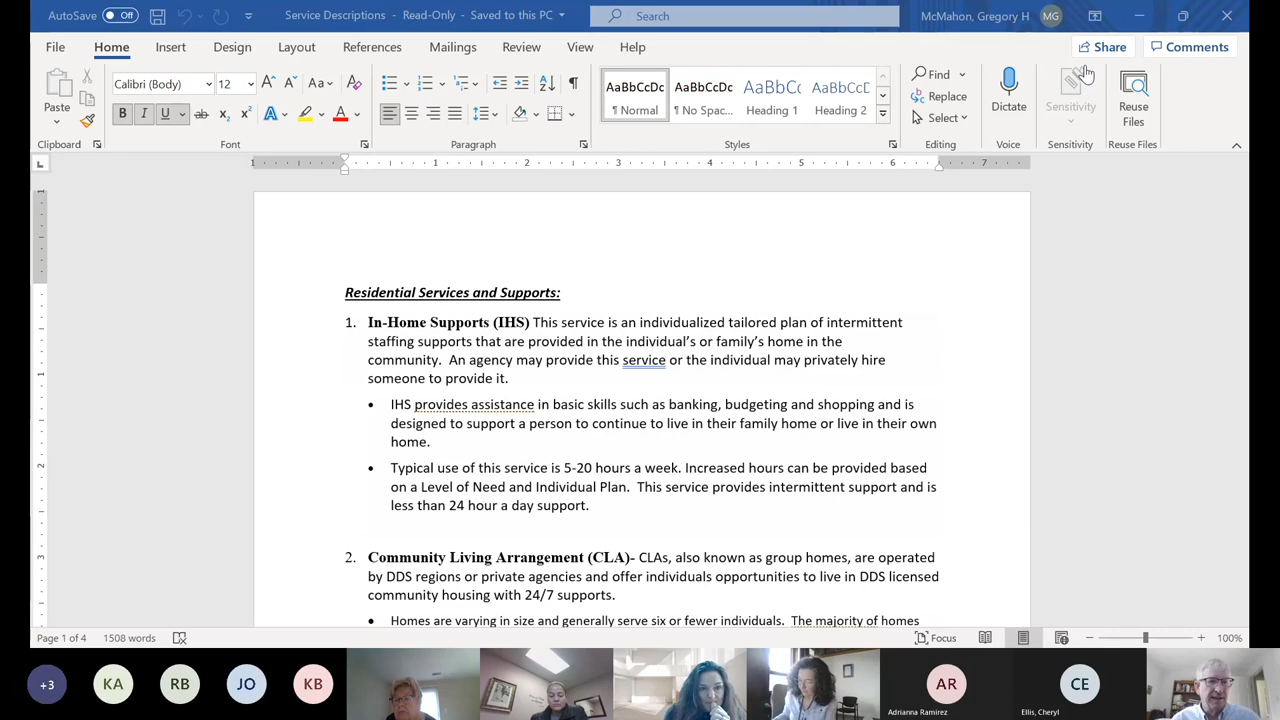 AutoSave Off Service Descriptions - Read-Only - Saved to this PC Search McMahon, Gregory H MG
File Home Insert Design Layout References Mailings Review View Help Share Comments
Calibri (Body) 12 Aa AaBbCcDc AaBbCcDc AaBbCc AaBbCcD Find
Paste B I U ab x2 x2 A A ¶ Normal ¶ No Spac... Heading 1 Heading 2 Replace Dictate Sensitivity Reuse Files
Select
Clipboard Font Paragraph Styles Editing Voice Sensitivity Reuse Files
1 1 2 3 4 5 6 7
Residential Services and Supports:
1. In-Home Supports (IHS) This service is an individualized tailored plan of intermittent
staffing supports that are provided in the individual's or family's home in the
community. An agency may provide this service or the individual may privately hire
someone to provide it.
• IHS provides assistance in basic skills such as banking, budgeting and shopping and is
designed to support a person to continue to live in their family home or live in their own
home.
• Typical use of this service is 5-20 hours a week. Increased hours can be provided based
on a Level of Need and Individual Plan. This service provides intermittent support and is
less than 24 hour a day support.
2. Community Living Arrangement (CLA)- CLAs, also known as group homes, are operated
by DDS regions or private agencies and offer individuals opportunities to live in DDS licensed
community housing with 24/7 supports.
• Homes are varying in size and generally serve six or fewer individuals. The majority of homes
Page 1 of 4 1508 words Focus 100%
+3 KA RB JO KB AR CE
Adrianna Ramirez Ellis, Cheryl